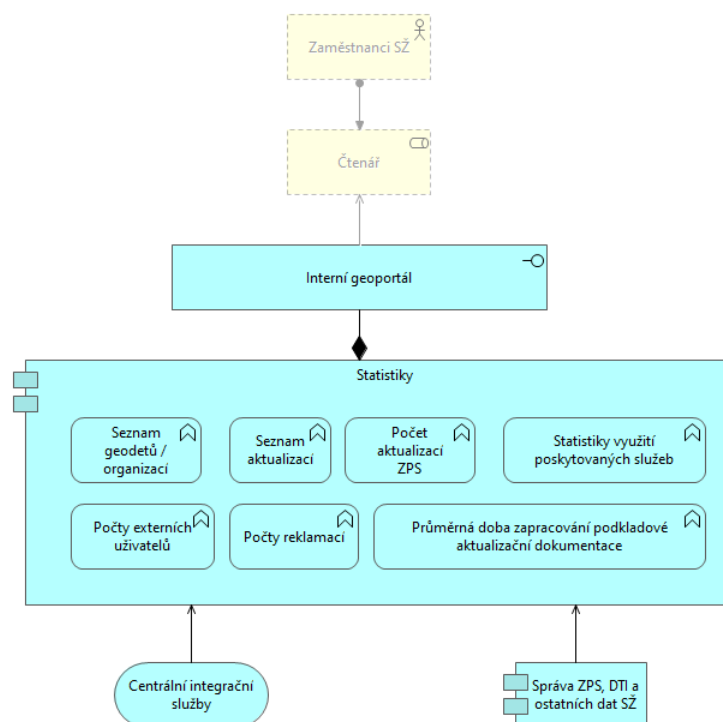 Zaměstnanci SŽ
Čtenář
Interní geoportál
Statistiky
Seznam
geodetů /
organizací
Seznam
aktualizací
Počet
aktualizací
ZPS
Statistiky využití
poskytovaných služeb
Počty externích
uživatelů
Počty reklamací
Průměrná doba zapracování podkladové
aktualizační dokumentace
Centrální integrační
služby
Správa ZPS, DTI a
ostatních dat SŽ